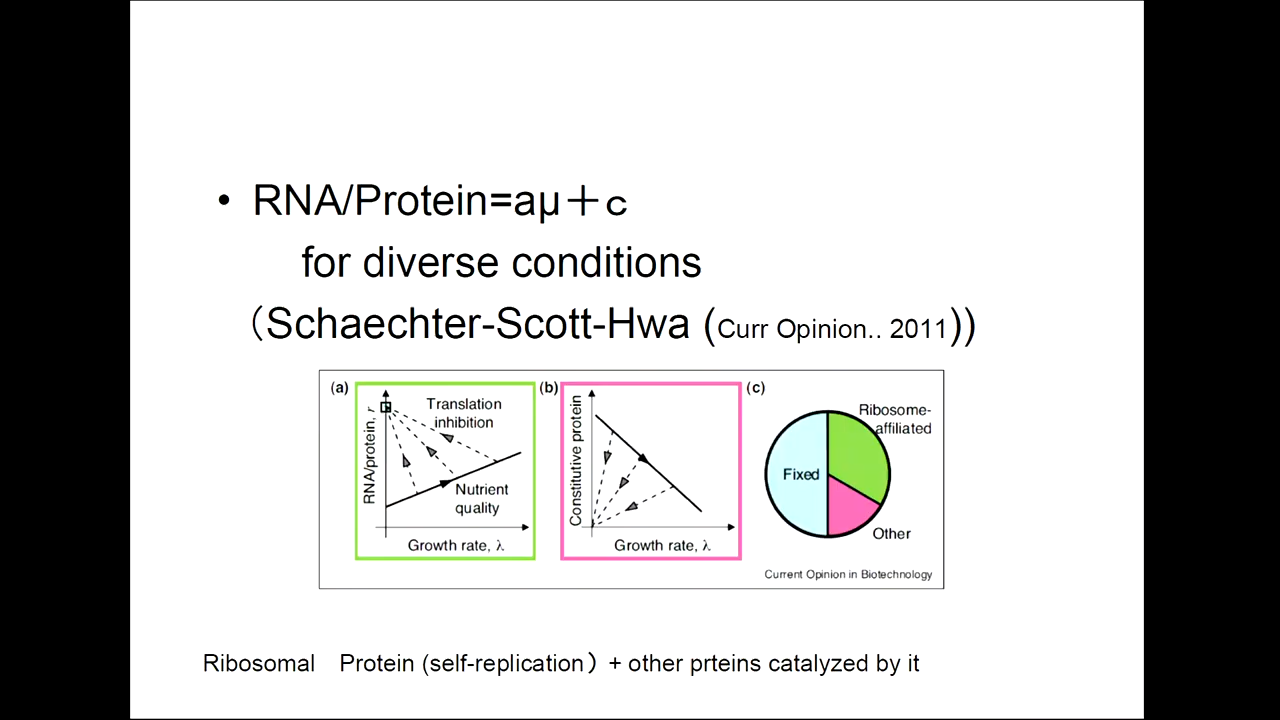 • RNA/Protein=aμ＋c
for diverse conditions
（Schaechter-Scott-Hwa (Curr Opinion.. 2011))
(a)
RNA/protein, r
Translation
inhibition
Nutrient
quality
Growth rate, λ
(b)
Constitutive protein
Growth rate, λ
(c)
Ribosome-
affiliated
Fixed
Other
Current Opinion in Biotechnology
Ribosomal　Protein (self-replication）+ other prteins catalyzed by it